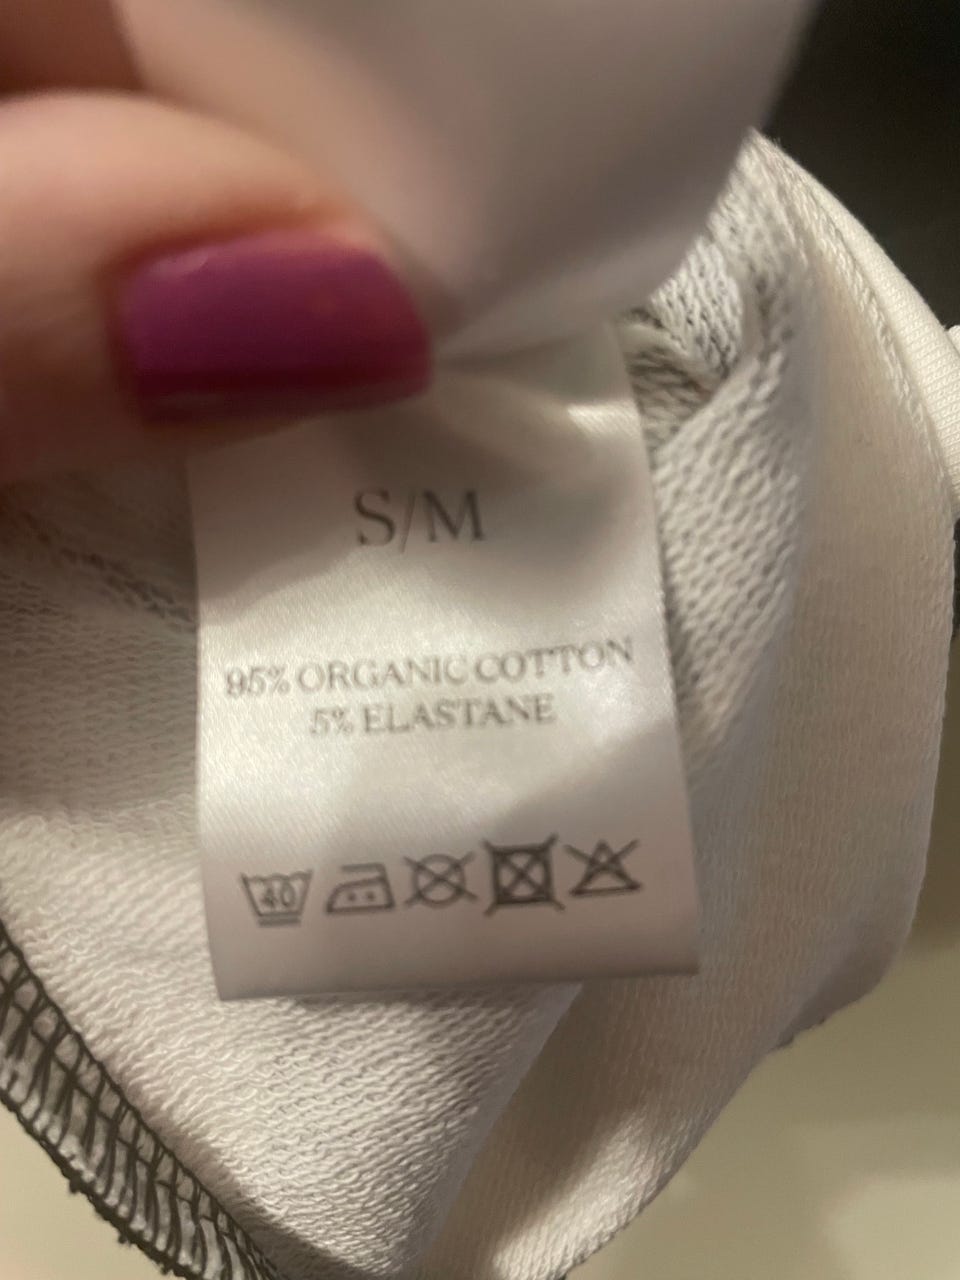 S/M
95% ORGANIC COTTON
5% ELASTANE
40